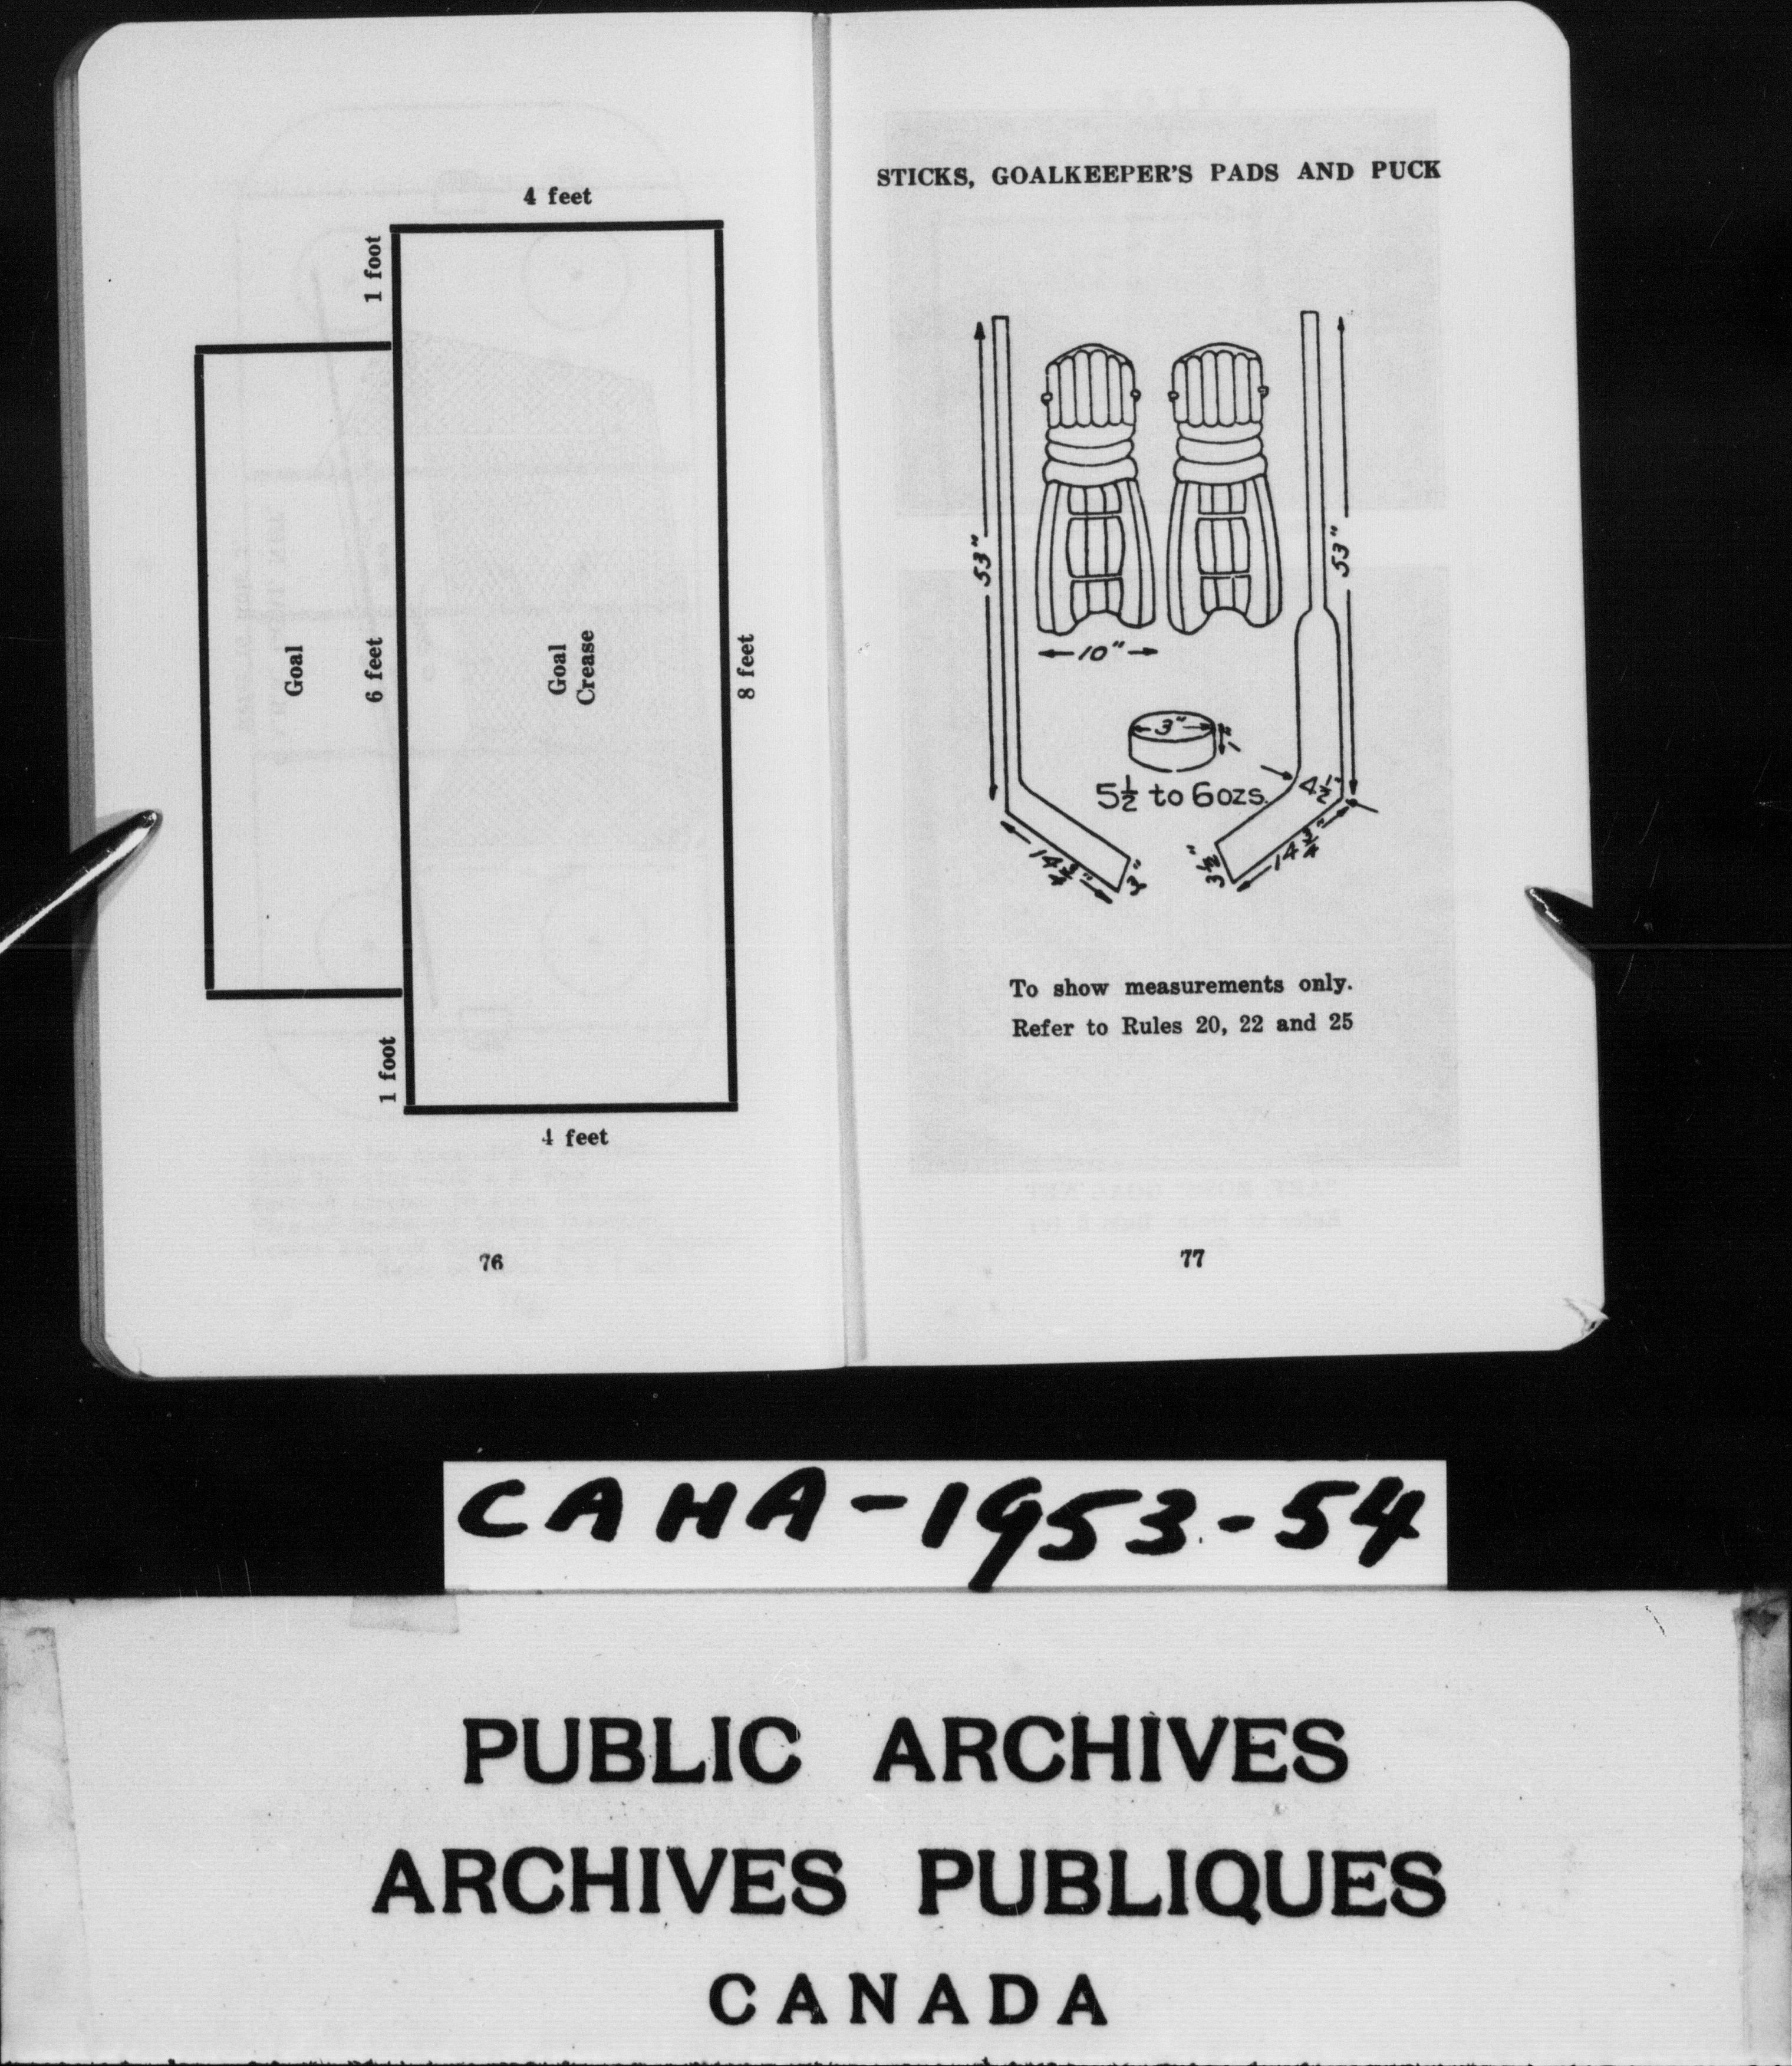 4 feet
1 foot
Goal
6 feet
Goal
Crease
8 feet
1 foot
4 feet
76
STICKS, GOALKEEPER'S PADS AND PUCK
53"
53"
10"
3"
1"
5½ to 6ozs.
4½"
14¾"
3"
3½"
14¾"
To show measurements only.
Refer to Rules 20, 22 and 25
77
CAHA-1953-54
PUBLIC ARCHIVES
ARCHIVES PUBLIQUES
CANADA